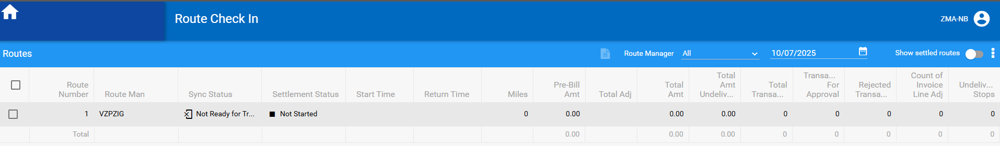 Route Check In
ZMA-NB
Routes
Route Manager All 10/07/2025 Show settled routes
Route Number Route Man Sync Status Settlement Status Start Time Return Time Miles Pre-Bill Amt Total Adj Total Amt Total Amt Undeliv... Total Transa... Transa... For Approval Rejected Transa... Count of Invoice Line Adj Undeliv... Stops
1 VZPZIG Not Ready for Tr... Not Started 0 0.00 0.00 0.00 0 0 0 0 0
Total 0.00 0.00 0.00 0 0 0 0 0